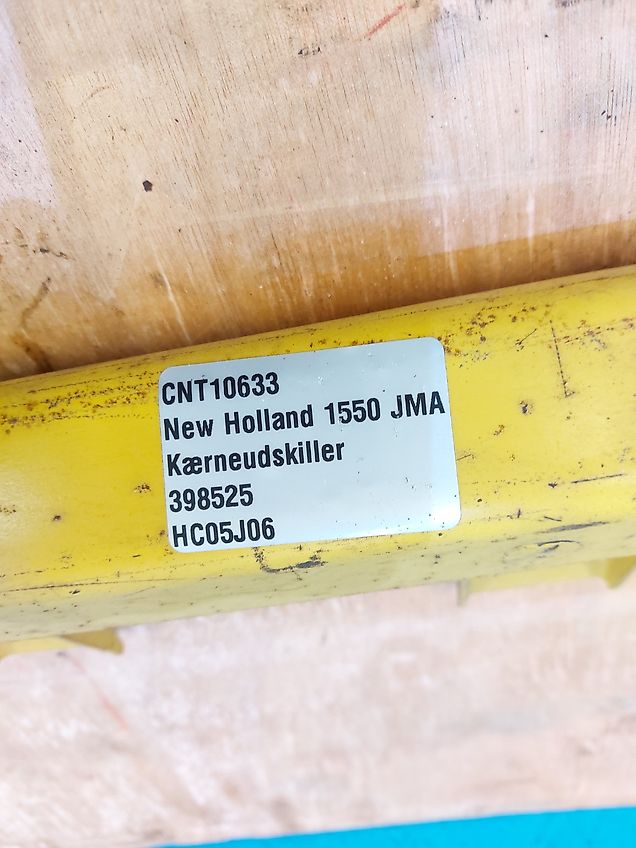 CNT10633
New Holland 1550 JMA
Kærneudskiller
398525
HC05J06